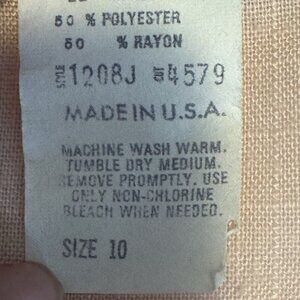 50 % POLYESTER
50 % RAYON
STYLE 1208J 4579
MADE IN U.S.A.
MACHINE WASH WARM.
TUMBLE DRY MEDIUM.
REMOVE PROMPTLY. USE
ONLY NON-CHLORINE
BLEACH WHEN NEEDED.
SIZE 10